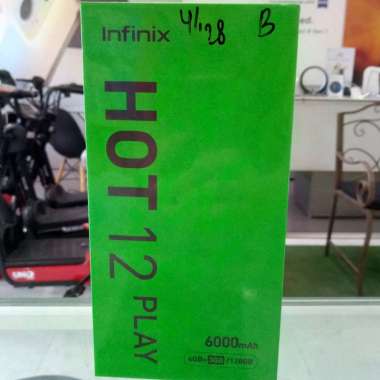 Infinix
4/128
B
HOT 12 PLAY
6000mAh